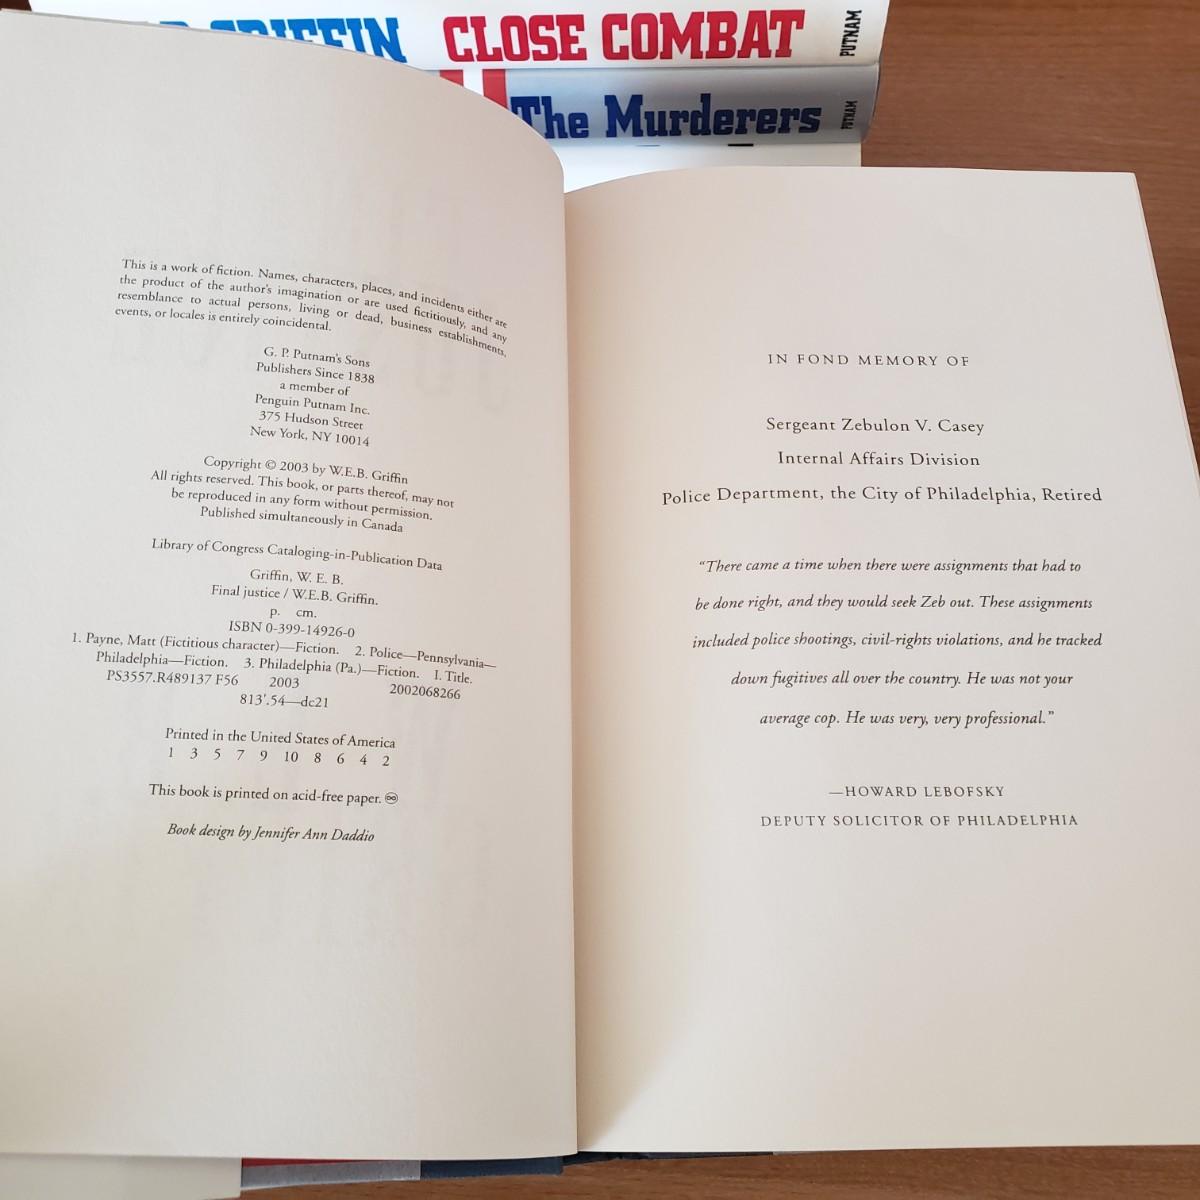 GRIFFIN CLOSE COMBAT PUTNAM
The Murderers PUTNAM
This is a work of fiction. Names, characters, places, and incidents either are
the product of the author's imagination or are used fictitiously, and any
resemblance to actual persons, living or dead, business establishments,
events, or locales is entirely coincidental.
G. P. Putnam's Sons
Publishers Since 1838
a member of
Penguin Putnam Inc.
375 Hudson Street
New York, NY 10014
Copyright © 2003 by W.E.B. Griffin
All rights reserved. This book, or parts thereof, may not
be reproduced in any form without permission.
Published simultaneously in Canada
Library of Congress Cataloging-in-Publication Data
Griffin, W. E. B.
Final justice / W.E.B. Griffin.
p. cm.
ISBN 0-399-14926-0
1. Payne, Matt (Fictitious character)—Fiction. 2. Police—Pennsylvania—
Philadelphia—Fiction. 3. Philadelphia (Pa.)—Fiction. I. Title.
PS3557.R489137 F56 2003 2002068266
813'.54—dc21
Printed in the United States of America
1 3 5 7 9 10 8 6 4 2
This book is printed on acid-free paper. ♾
Book design by Jennifer Ann Daddio
IN FOND MEMORY OF
Sergeant Zebulon V. Casey
Internal Affairs Division
Police Department, the City of Philadelphia, Retired
"There came a time when there were assignments that had to
be done right, and they would seek Zeb out. These assignments
included police shootings, civil-rights violations, and he tracked
down fugitives all over the country. He was not your
average cop. He was very, very professional."
—HOWARD LEBOFSKY
DEPUTY SOLICITOR OF PHILADELPHIA